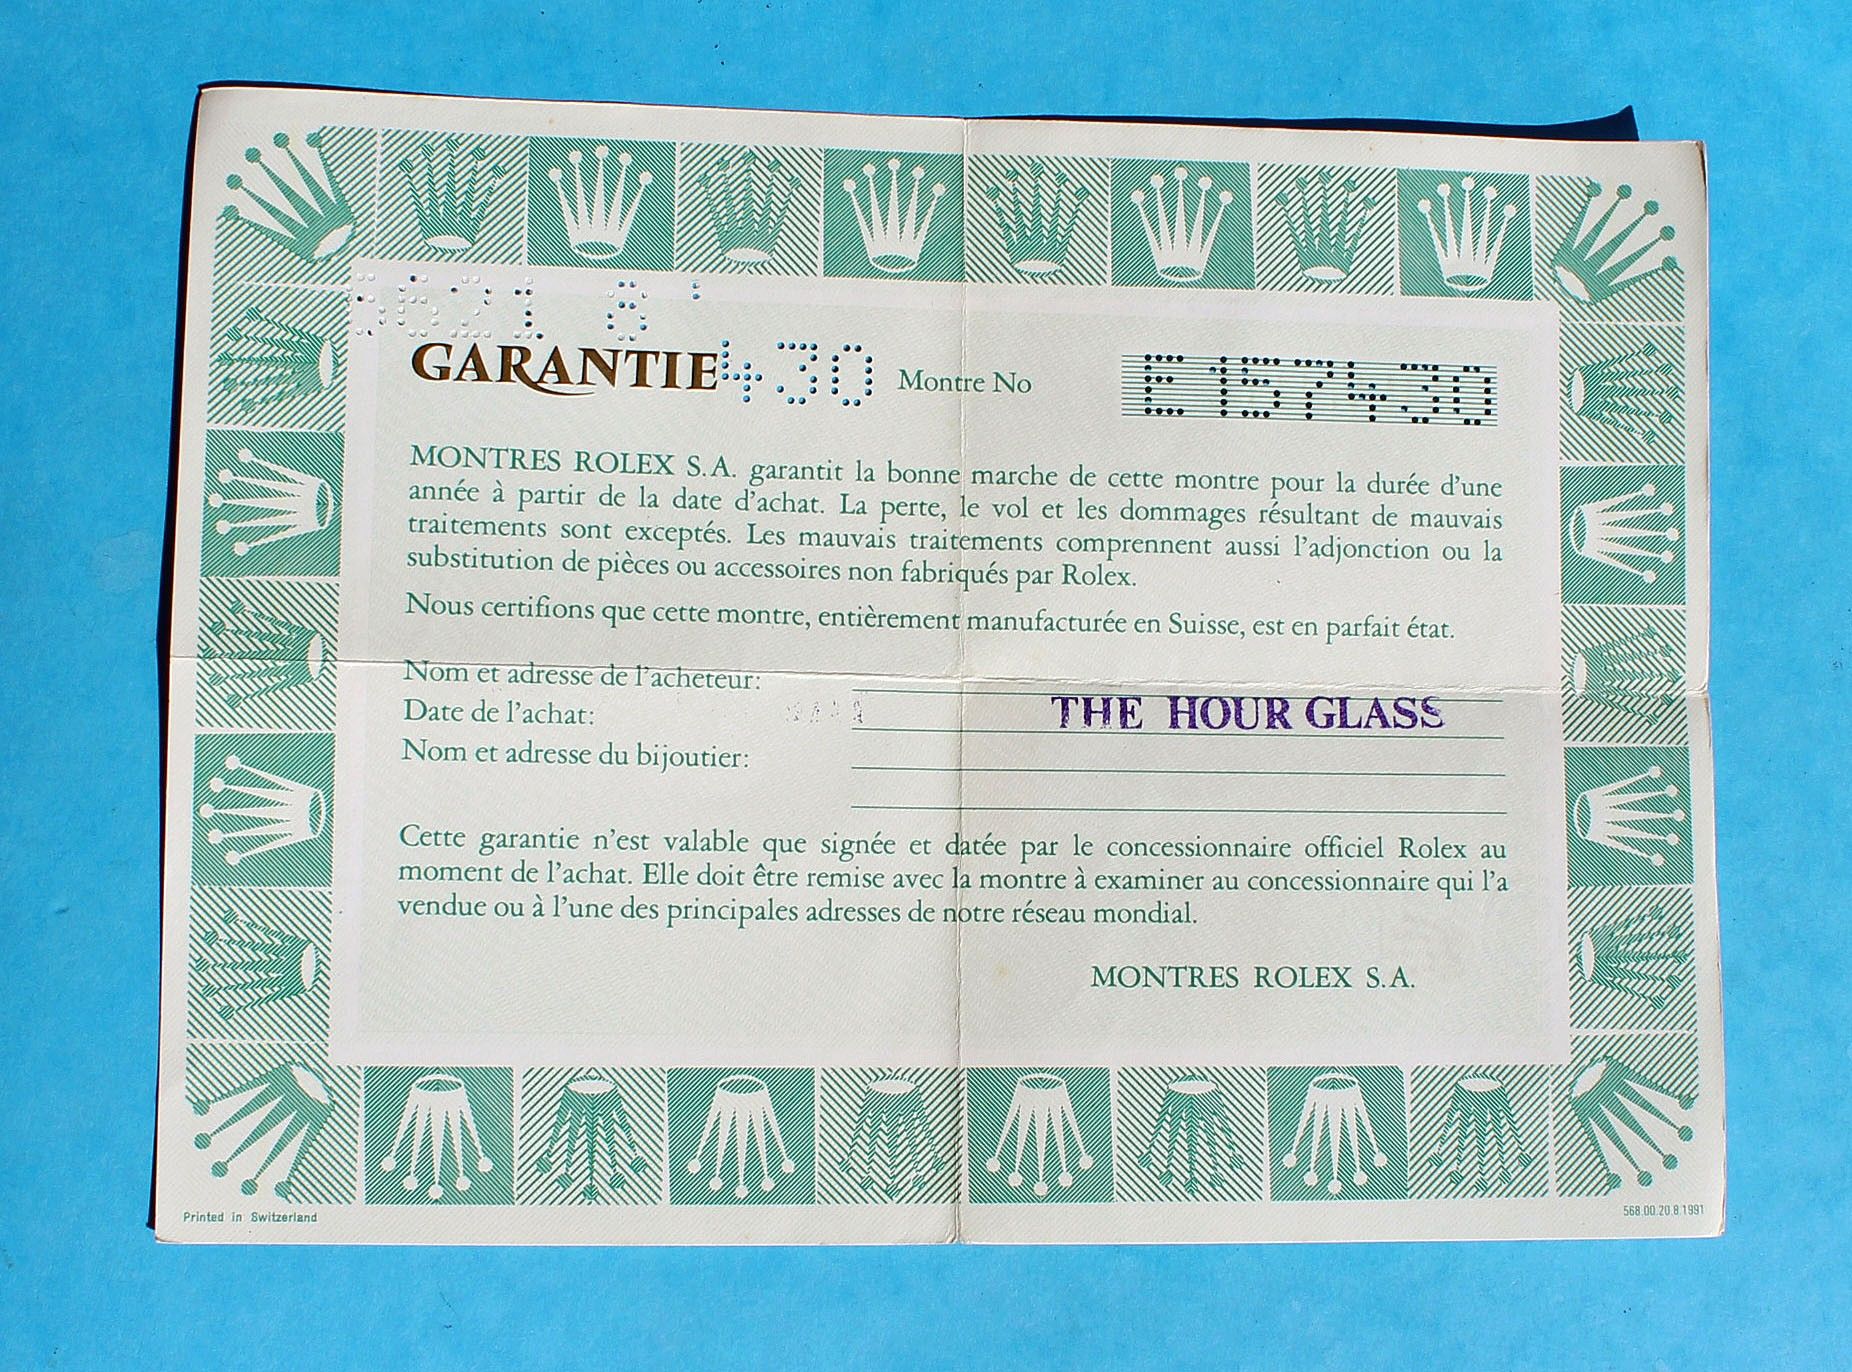 8
GARANTIE 430 Montre No E157430
MONTRES ROLEX S.A. garantit la bonne marche de cette montre pour la durée d'une
année à partir de la date d'achat. La perte, le vol et les dommages résultant de mauvais
traitements sont exceptés. Les mauvais traitements comprennent aussi l'adjonction ou la
substitution de pièces ou accessoires non fabriqués par Rolex.
Nous certifions que cette montre, entièrement manufacturée en Suisse, est en parfait état.
Nom et adresse de l'acheteur:
Date de l'achat: THE HOUR GLASS
Nom et adresse du bijoutier:
Cette garantie n'est valable que signée et datée par le concessionnaire officiel Rolex au
moment de l'achat. Elle doit être remise avec la montre à examiner au concessionnaire qui l'a
vendue ou à l'une des principales adresses de notre réseau mondial.
MONTRES ROLEX S.A.
Printed in Switzerland 568.00.20.8.1991